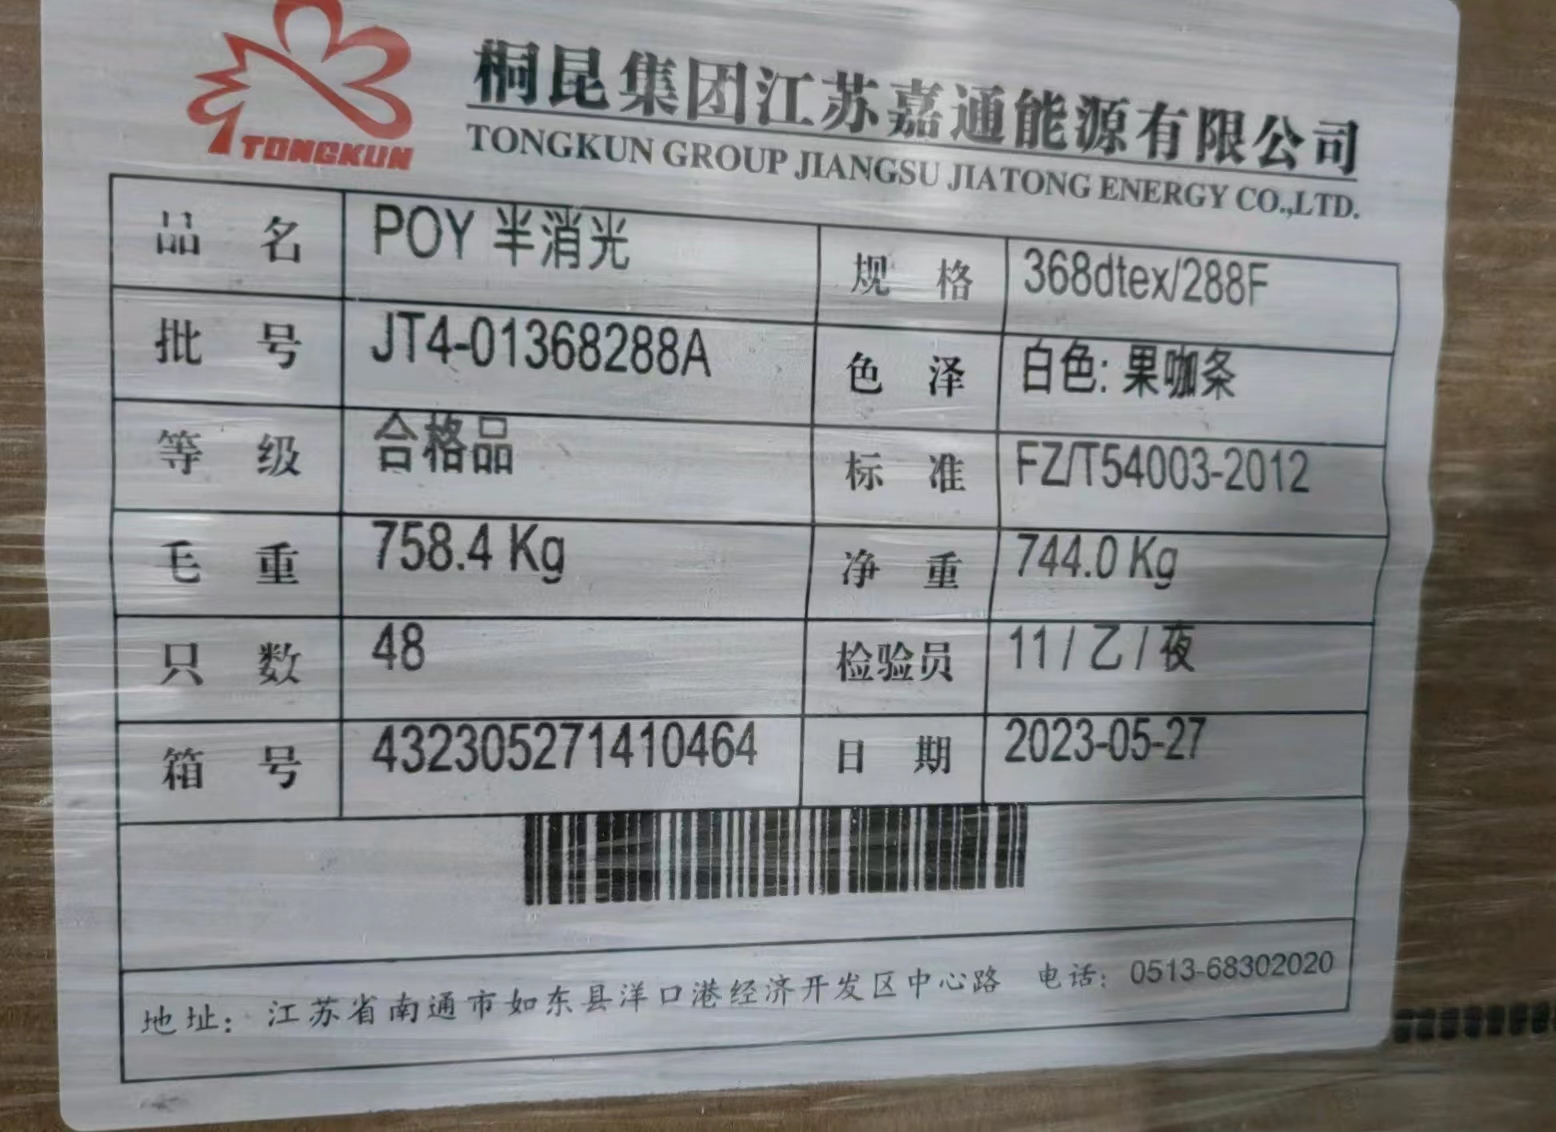 TONGKUN
桐昆集团江苏嘉通能源有限公司
TONGKUN GROUP JIANGSU JIATONG ENERGY CO.,LTD.
品名 POY 半消光 规格 368dtex/288F
批号 JT4-01368288A 色泽 白色: 果咖条
等级 合格品 标准 FZ/T54003-2012
毛重 758.4 Kg 净重 744.0 Kg
只数 48 检验员 11 / 乙 / 夜
箱号 432305271410464 日期 2023-05-27
地址: 江苏省南通市如东县洋口港经济开发区中心路 电话: 0513-68302020